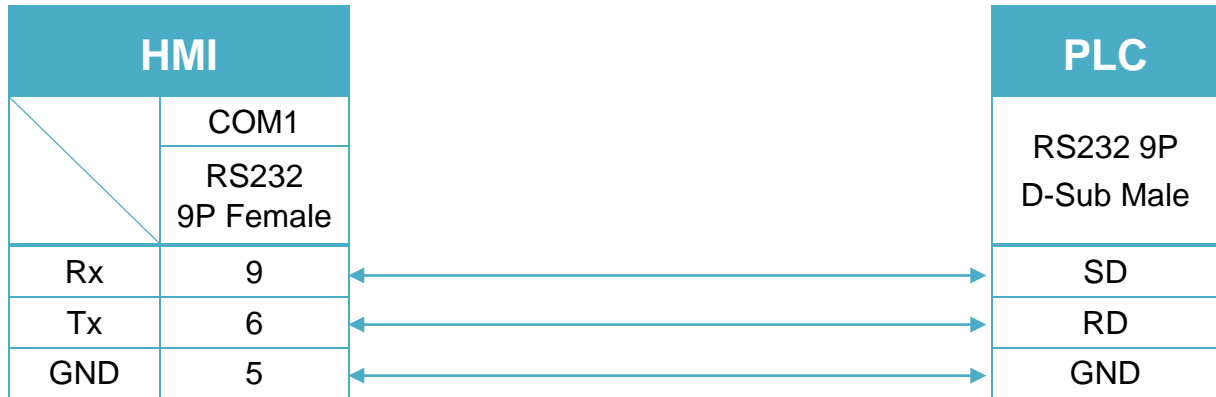 HMI
PLC
COM1
RS232
9P Female
RS232 9P
D-Sub Male
Rx 9 SD
Tx 6 RD
GND 5 GND